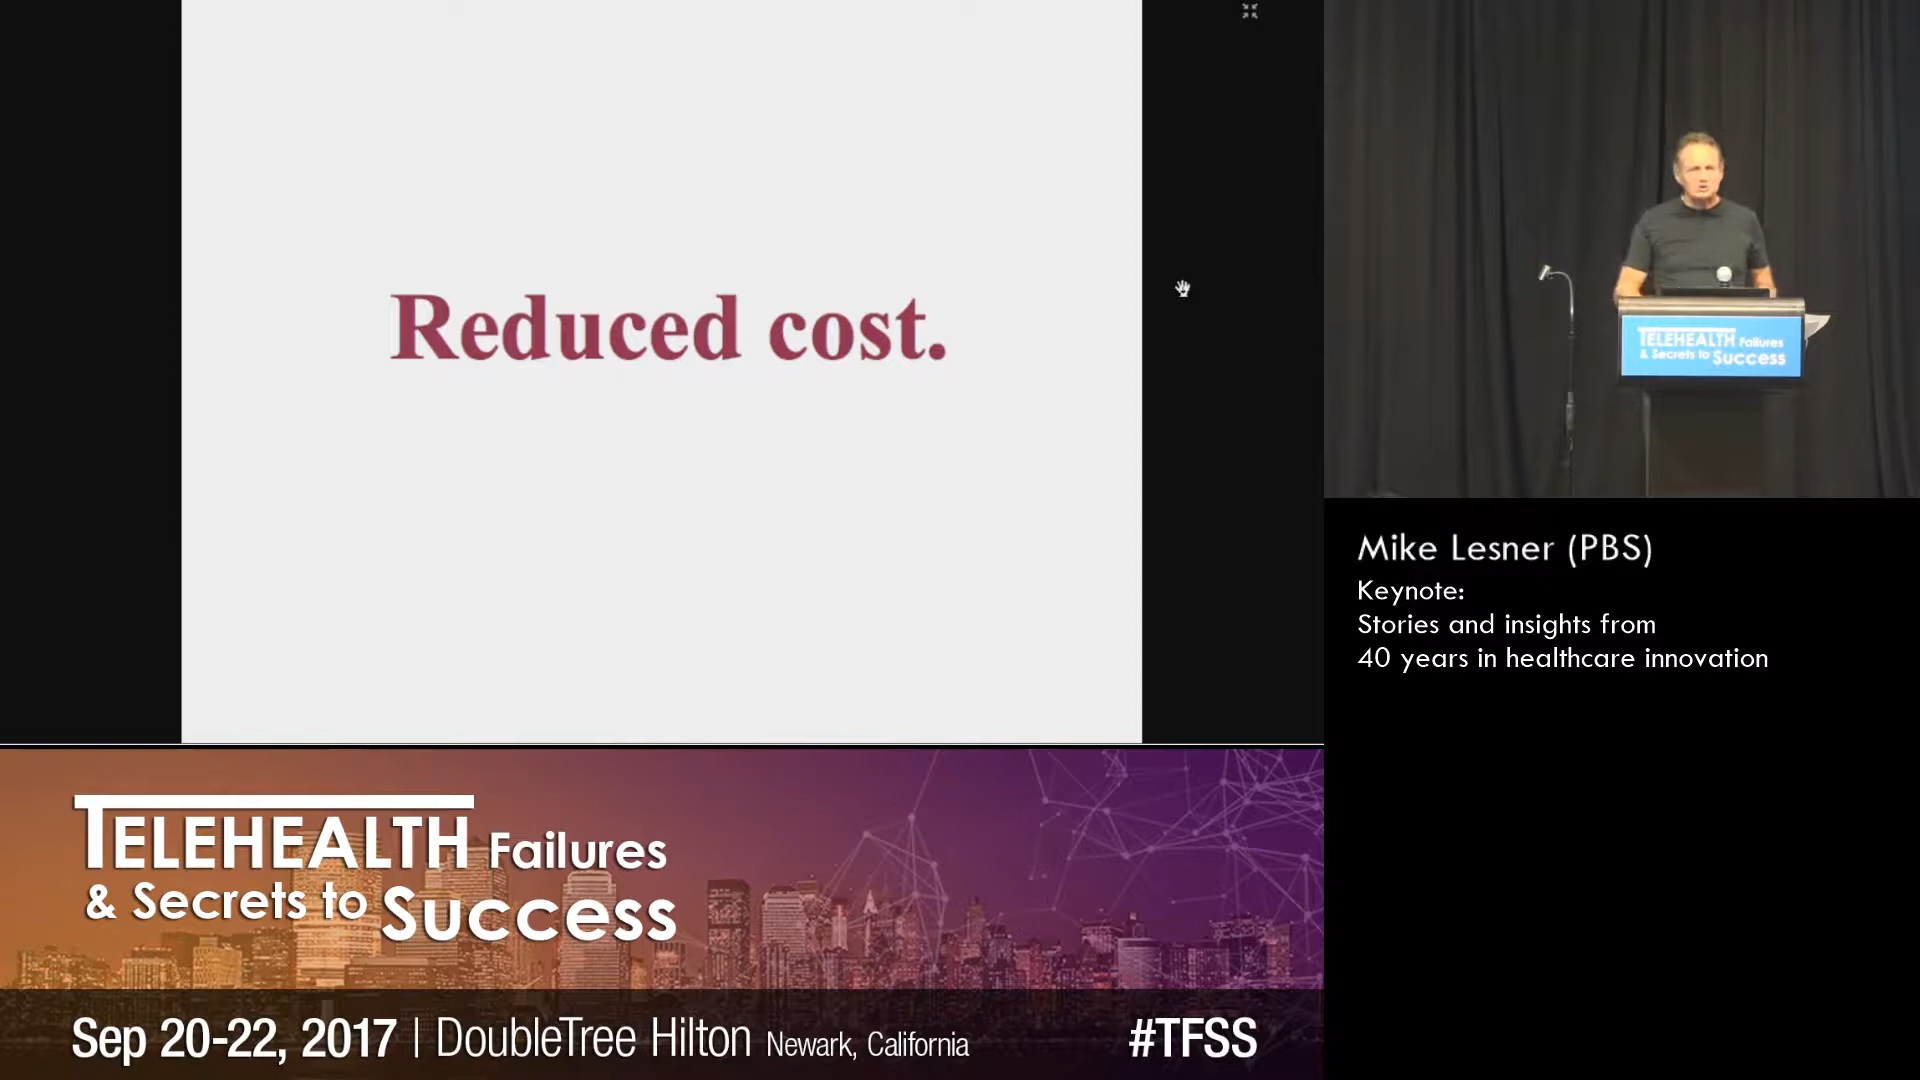 Reduced cost.
TELEHEALTH Failures
& Secrets to Success
Mike Lesner (PBS)
Keynote:
Stories and insights from
40 years in healthcare innovation
TELEHEALTH Failures
& Secrets to Success
Sep 20-22, 2017 | DoubleTree Hilton Newark, California #TFSS